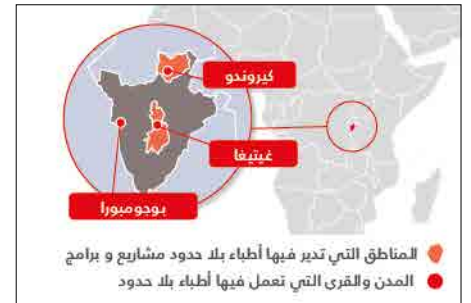 كيروندو
غيتيغا
بوجومبورا
المناطق التي تدير فيها أطباء بلا حدود مشاريع و برامج
المدن والقرى التي تعمل فيها أطباء بلا حدود